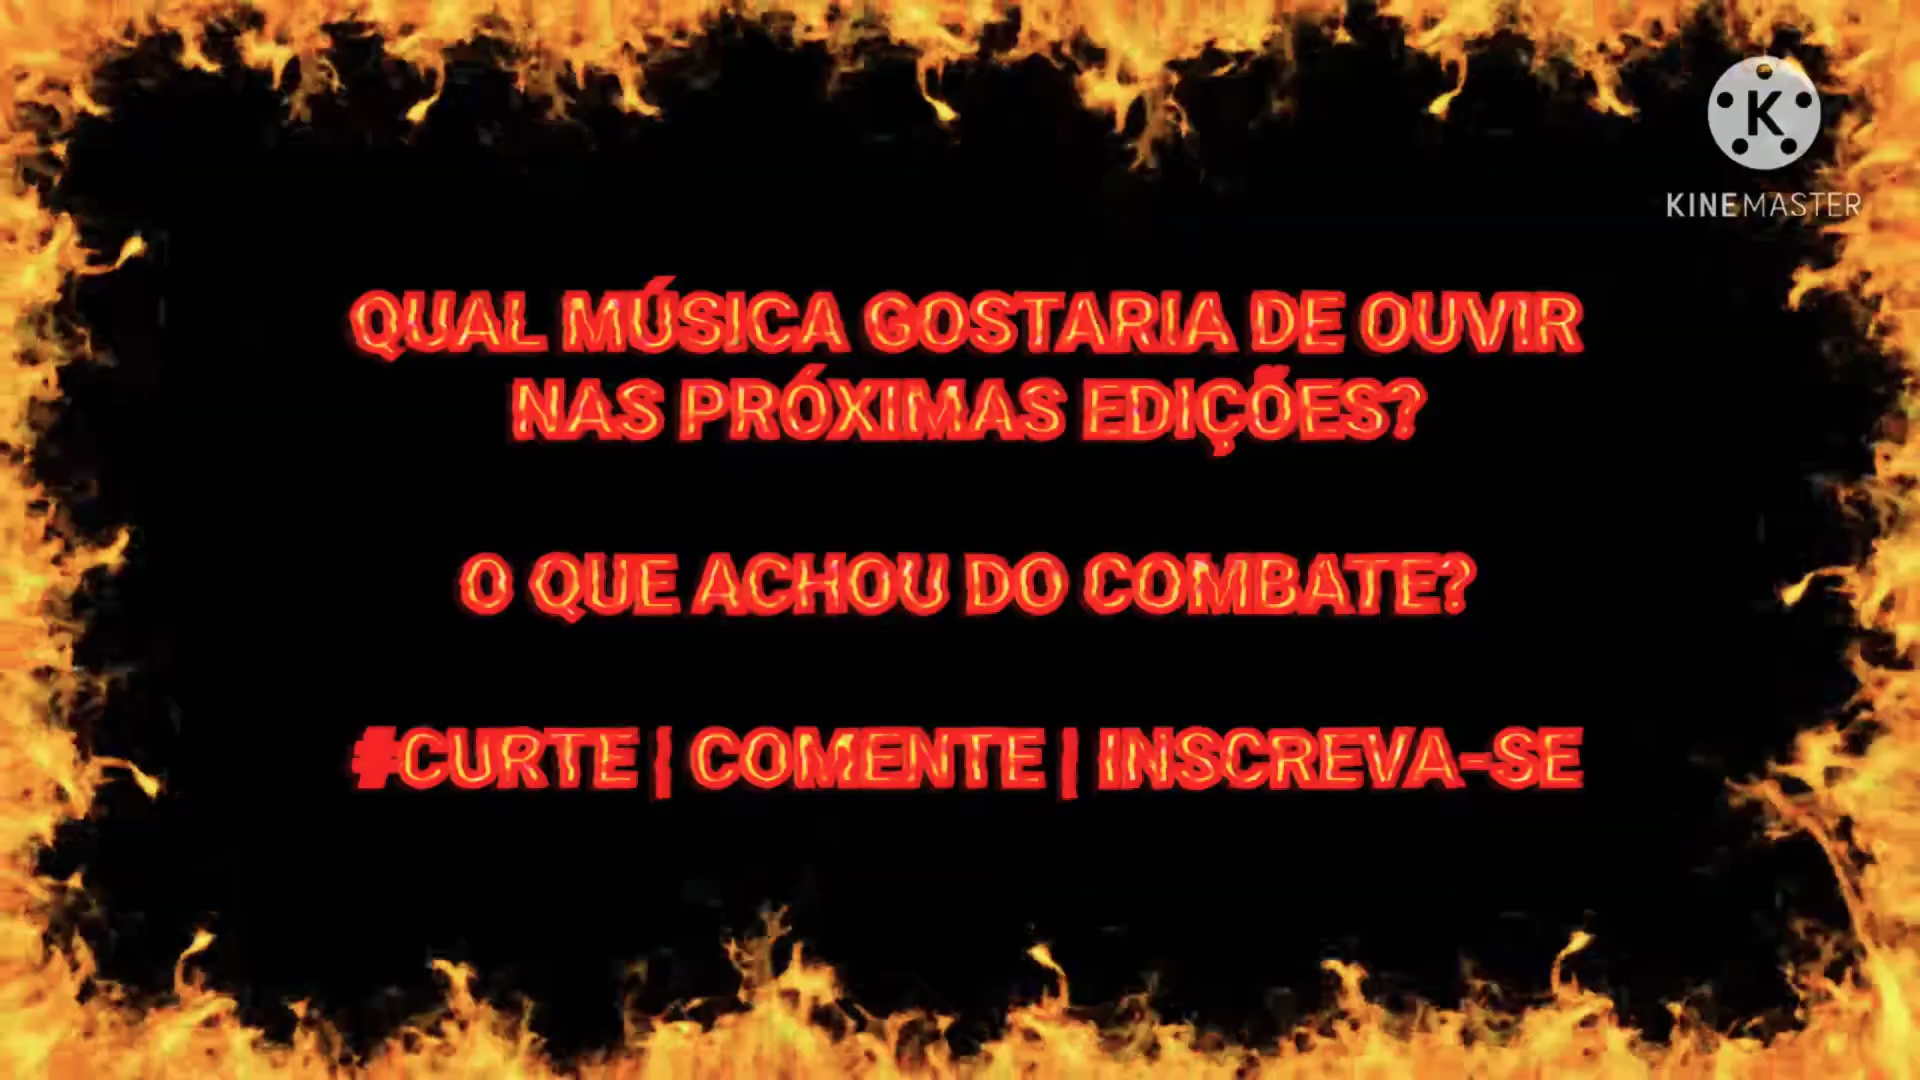 K
KINEMASTER
QUAL MÚSICA GOSTARIA DE OUVIR
NAS PRÓXIMAS EDIÇÕES?
O QUE ACHOU DO COMBATE?
#CURTE | COMENTE | INSCREVA-SE